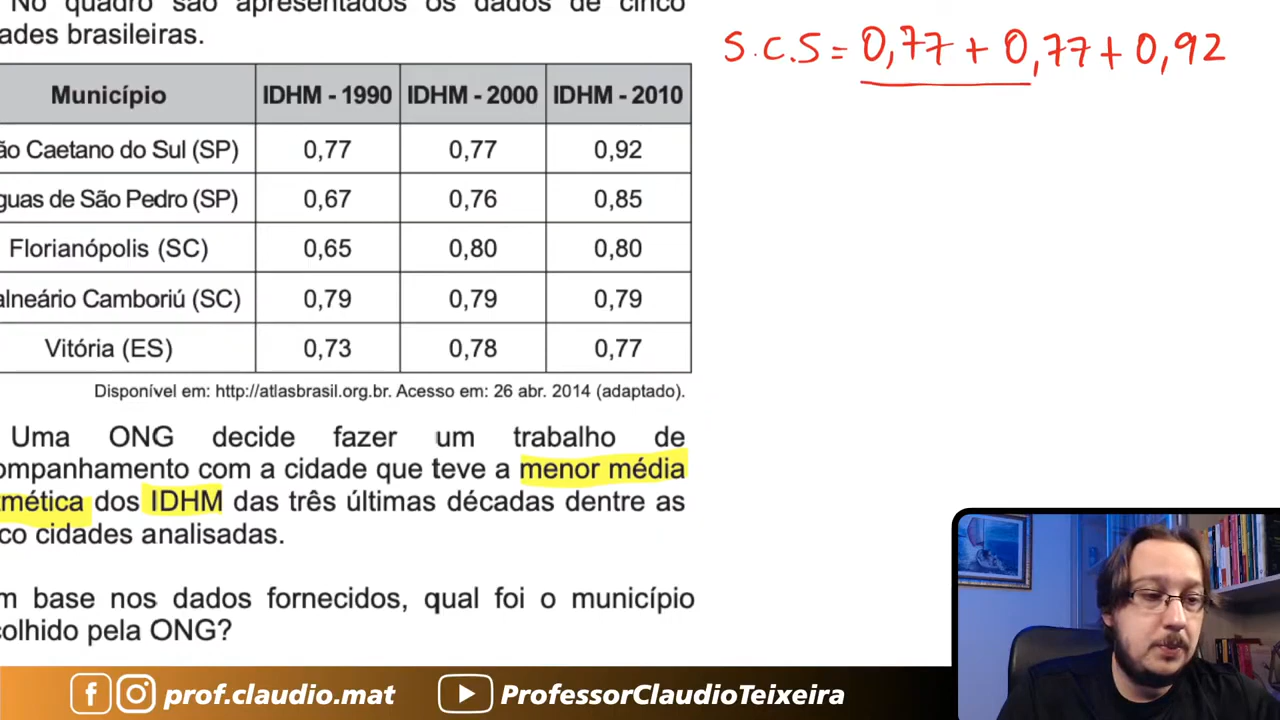 No quadro são apresentados os dados de cinco
ades brasileiras.
Município IDHM - 1990 IDHM - 2000 IDHM - 2010
ão Caetano do Sul (SP) 0,77 0,77 0,92
guas de São Pedro (SP) 0,67 0,76 0,85
Florianópolis (SC) 0,65 0,80 0,80
alneário Camboriú (SC) 0,79 0,79 0,79
Vitória (ES) 0,73 0,78 0,77
Disponível em: http://atlasbrasil.org.br. Acesso em: 26 abr. 2014 (adaptado).
Uma ONG decide fazer um trabalho de
ompanhamento com a cidade que teve a menor média
mética dos IDHM das três últimas décadas dentre as
co cidades analisadas.
m base nos dados fornecidos, qual foi o município
colhido pela ONG?
S.C.S = 0,77 + 0,77 + 0,92
prof.claudio.mat ProfessorClaudioTeixeira